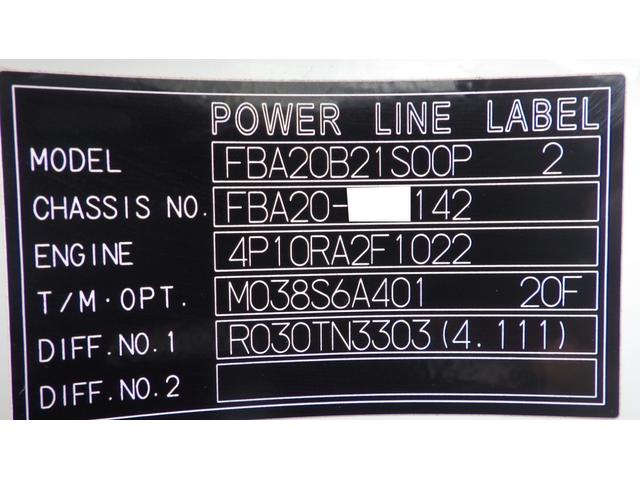 POWER LINE LABEL
MODEL FBA20B21S00P 2
CHASSIS NO. FBA20- 142
ENGINE 4P10RA2F1022
T/M·OPT. M038S6A401 20F
DIFF.NO.1 R030TN3303(4.111)
DIFF.NO.2